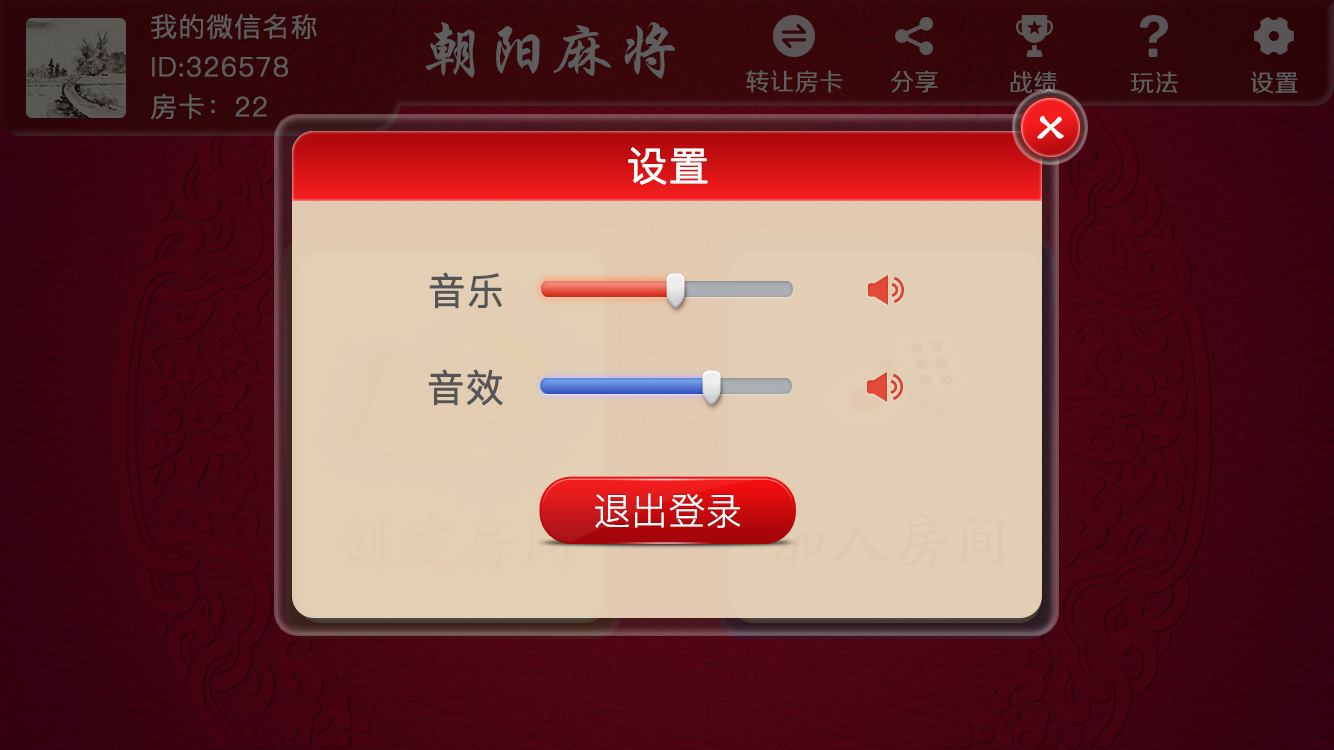 我的微信名称
ID:326578
房卡：22
朝阳麻将
转让房卡
分享
战绩
玩法
设置
设置
音乐
音效
退出登录
创建房间
加入房间